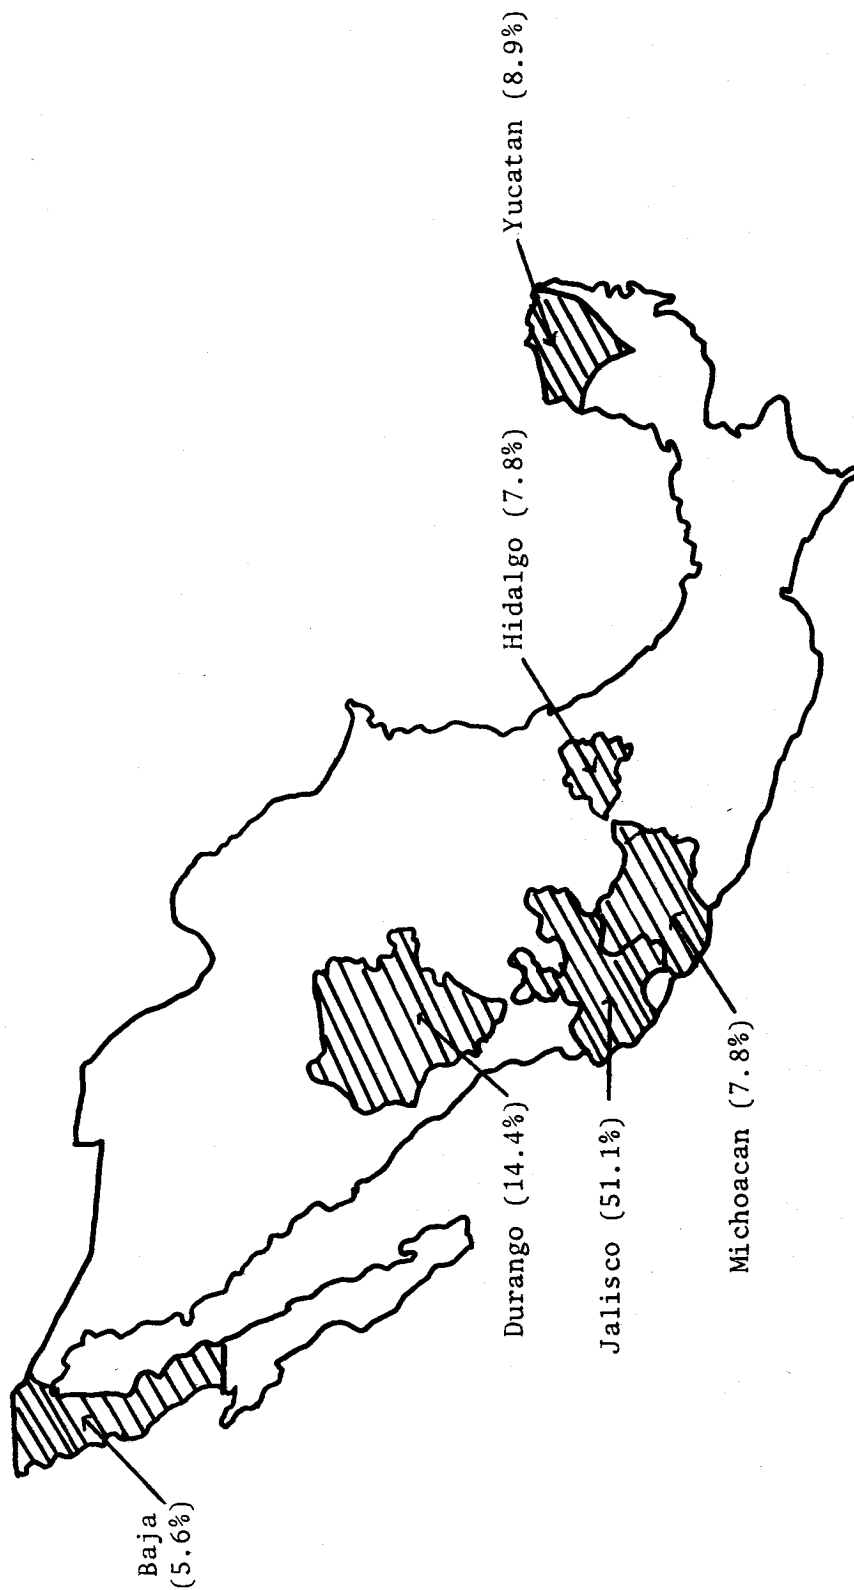 Baja
(5.6%)
Durango (14.4%)
Jalisco (51.1%)
Michoacan (7.8%)
Hidalgo (7.8%)
Yucatan (8.9%)